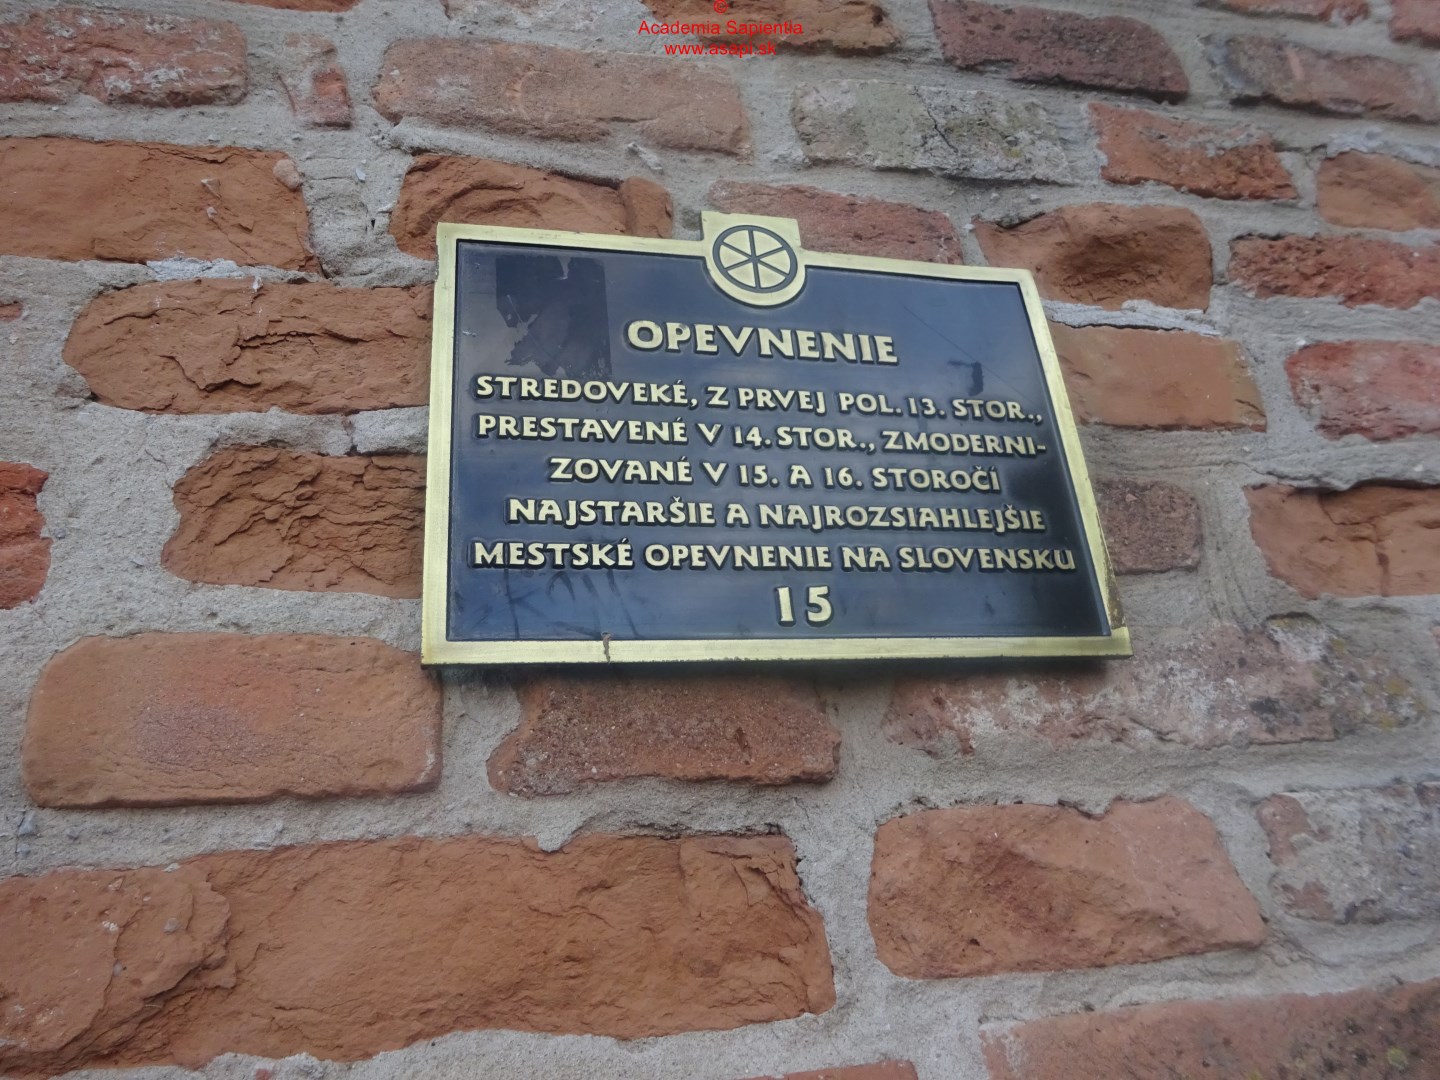 ©
Academia Sapientia
www.asapi.sk
OPEVNENIE
STREDOVEKÉ, Z PRVEJ POL. 13. STOR.,
PRESTAVENÉ V 14. STOR., ZMODERNI-
ZOVANÉ V 15. A 16. STOROČÍ
NAJSTARŠIE A NAJROZSIAHLEJŠIE
MESTSKÉ OPEVNENIE NA SLOVENSKU
15